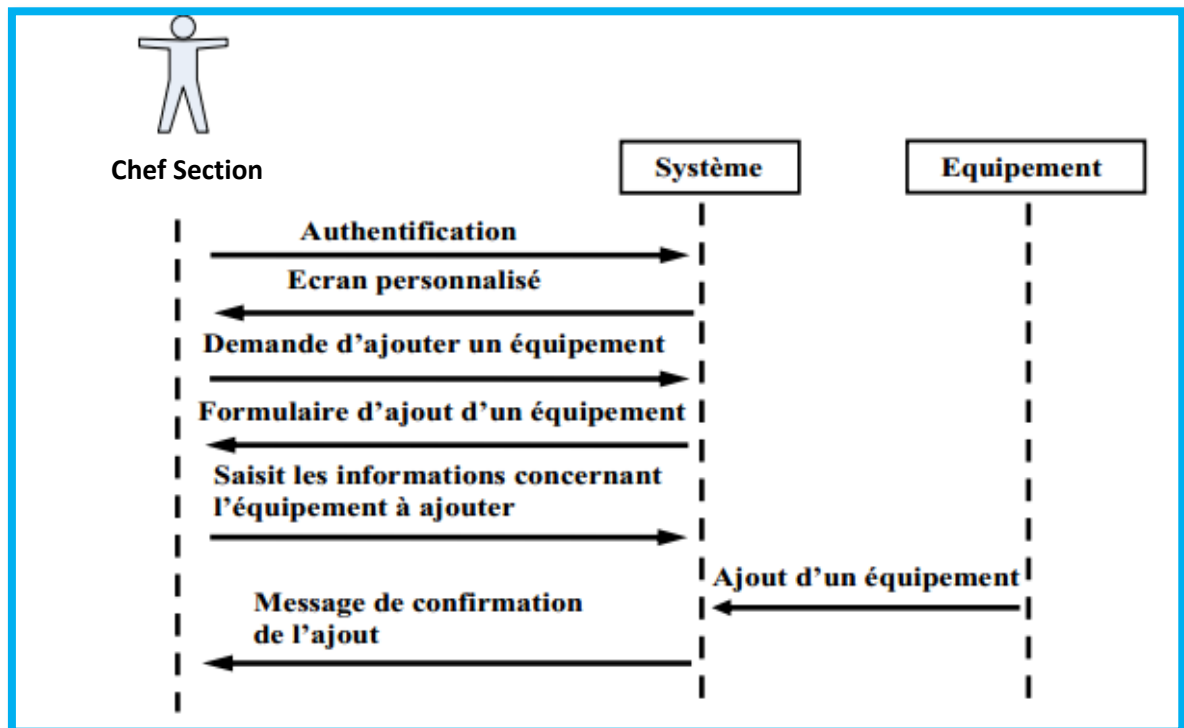 Chef Section
Système
Equipement
Authentification
Ecran personnalisé
Demande d'ajouter un équipement
Formulaire d'ajout d'un équipement
Saisit les informations concernant
l'équipement à ajouter
Ajout d'un équipement
Message de confirmation
de l'ajout